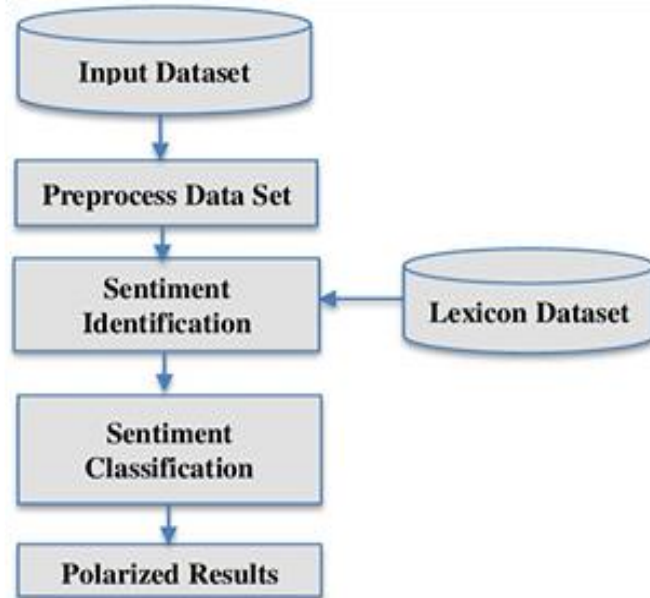 Input Dataset
Preprocess Data Set
Sentiment
Identification
Lexicon Dataset
Sentiment
Classification
Polarized Results